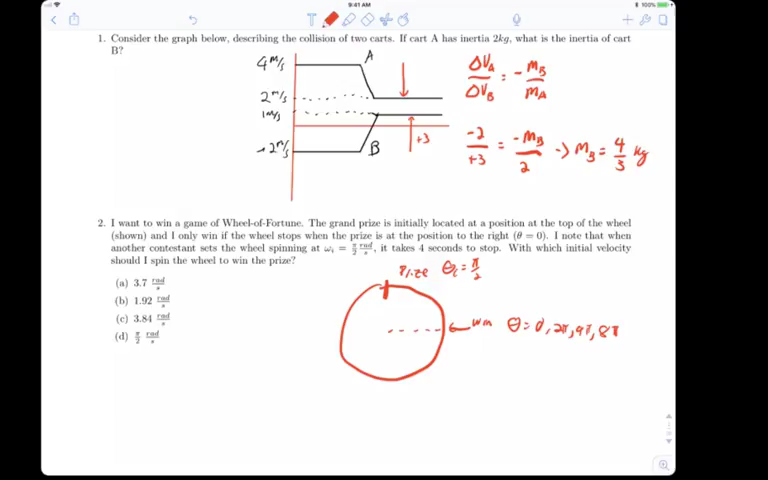 9:41 AM
100%
1. Consider the graph below, describing the collision of two carts. If cart A has inertia 2kg, what is the inertia of cart
B?
4 m/s A
2 m/s
1 m/s
-2 m/s B
+3
ΔV_A/ΔV_B = -m_B/m_A
-2/+3 = -m_B/2 -> m_B = 4/3 kg
2. I want to win a game of Wheel-of-Fortune. The grand prize is initially located at a position at the top of the wheel
(shown) and I only win if the wheel stops when the prize is at the position to the right (θ = 0). I note that when
another contestant sets the wheel spinning at ω_i = π/2 rad/s, it takes 4 seconds to stop. With which initial velocity
should I spin the wheel to win the prize?
(a) 3.7 rad/s
(b) 1.92 rad/s
(c) 3.84 rad/s
(d) π/2 rad/s
Prize θ_i = π/2
Win θ = 0, 2π, 4π, 8π